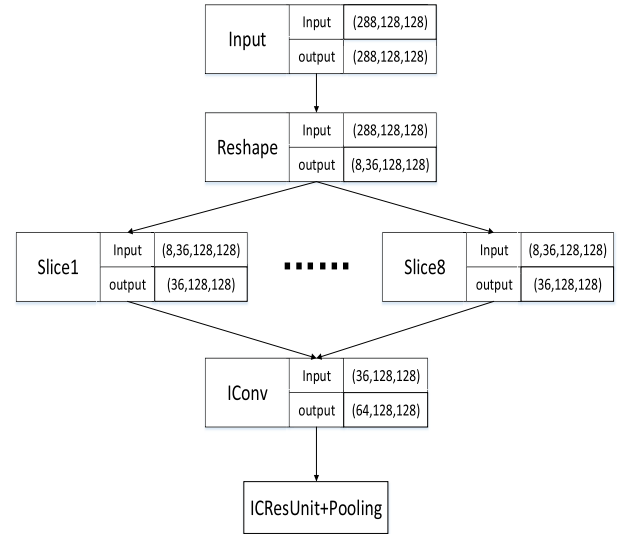 Input Input (288,128,128)
output (288,128,128)
Reshape Input (288,128,128)
output (8,36,128,128)
Slice1 Input (8,36,128,128)
output (36,128,128)
......
Slice8 Input (8,36,128,128)
output (36,128,128)
IConv Input (36,128,128)
output (64,128,128)
ICResUnit+Pooling